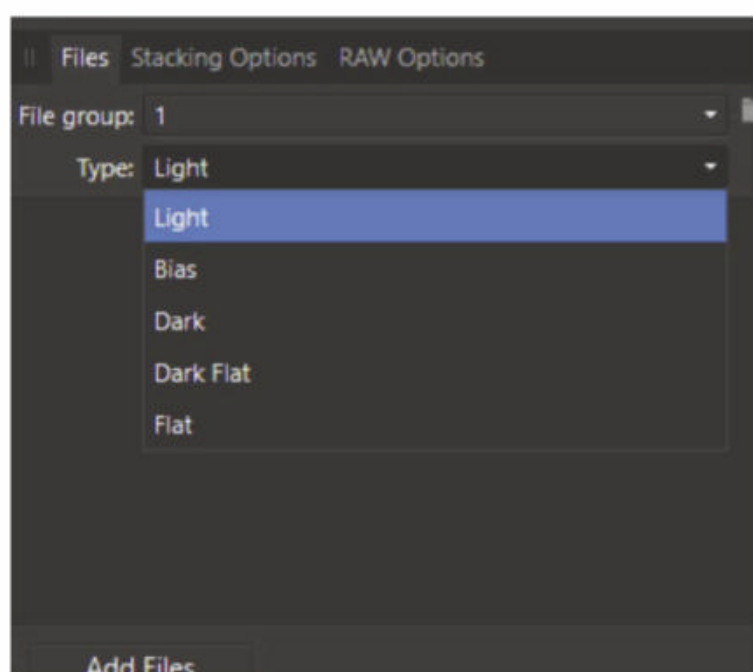 Files Stacking Options RAW Options
File group: 1
Type: Light
Light
Bias
Dark
Dark Flat
Flat
Add Files